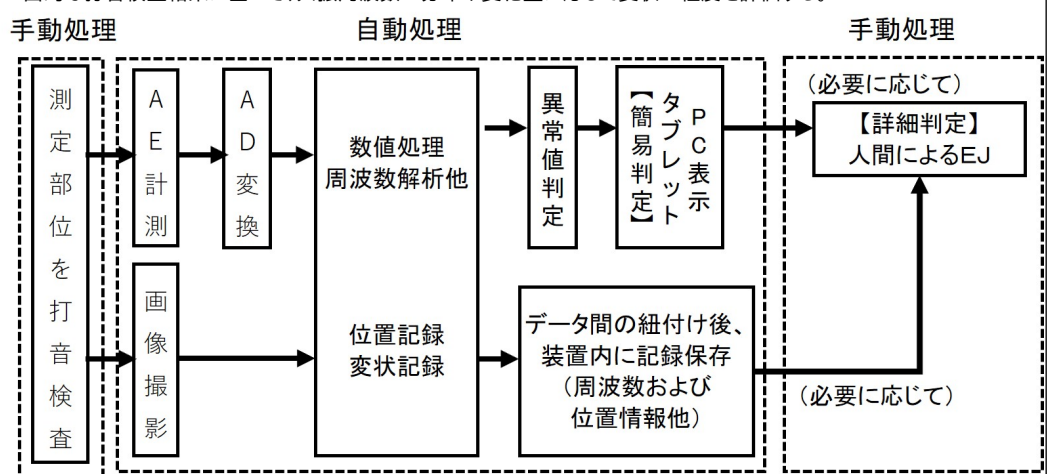 手動処理
自動処理
手動処理
測定部位を打音検査
AE計測
AD変換
数値処理
周波数解析他
異常値判定
PC表示
タブレット
【簡易判定】
(必要に応じて)
【詳細判定】
人間によるEJ
画像撮影
位置記録
変状記録
データ間の紐付け後、
装置内に記録保存
(周波数および
位置情報他)
(必要に応じて)